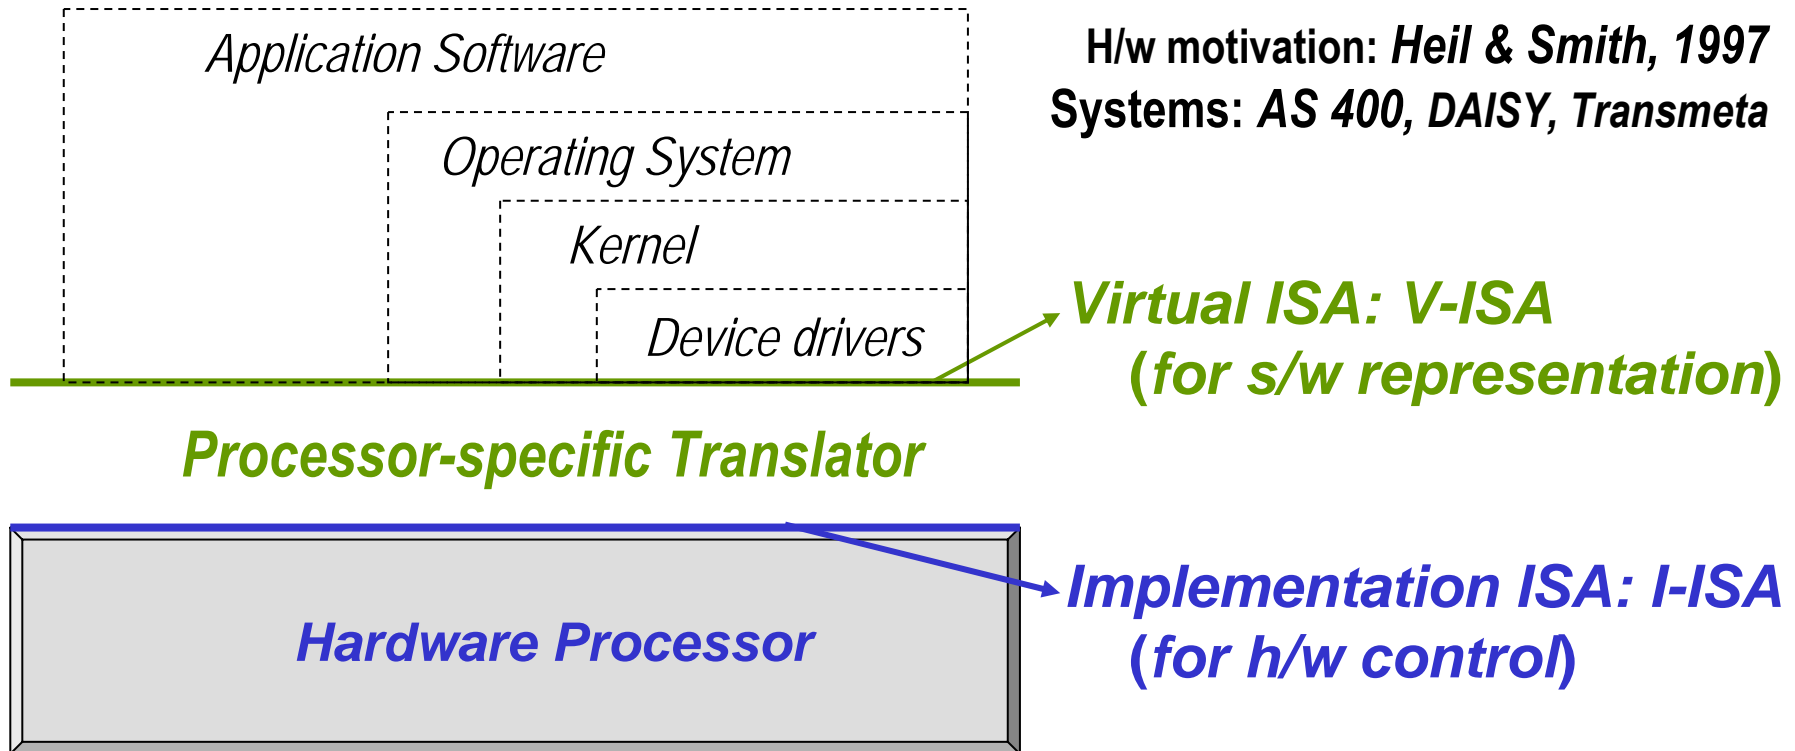 Application Software
H/w motivation: Heil & Smith, 1997
Systems: AS 400, DAISY, Transmeta
Operating System
Kernel
Device drivers
Virtual ISA: V-ISA
(for s/w representation)
Processor-specific Translator
Implementation ISA: I-ISA
(for h/w control)
Hardware Processor